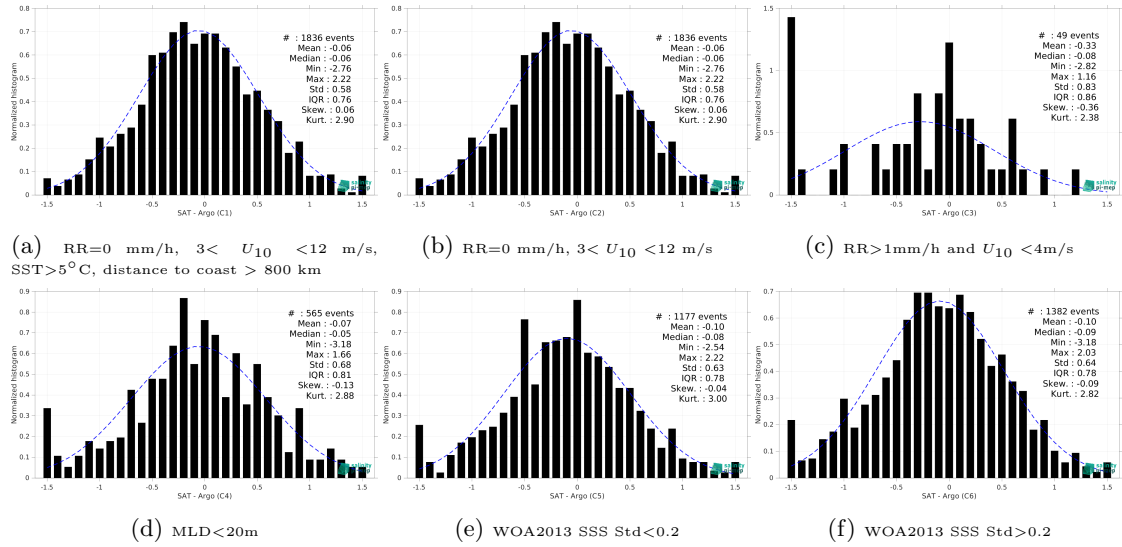 0.8
0.7
0.6
0.5
0.4
0.3
0.2
0.1
0
Normalized histogram
-1.5 -1 -0.5 0 0.5 1 1.5
SAT - Argo (C1)
# : 1836 events
Mean : -0.06
Median : -0.06
Min : -2.76
Max : 2.22
Std : 0.58
IQR : 0.76
Skew. : 0.06
Kurt. : 2.90
salinity
pi-mep
(a) RR=0 mm/h, 3< U10 <12 m/s,
SST>5°C, distance to coast > 800 km
0.8
0.7
0.6
0.5
0.4
0.3
0.2
0.1
0
Normalized histogram
-1.5 -1 -0.5 0 0.5 1 1.5
SAT - Argo (C2)
# : 1836 events
Mean : -0.06
Median : -0.06
Min : -2.76
Max : 2.22
Std : 0.58
IQR : 0.76
Skew. : 0.06
Kurt. : 2.90
salinity
pi-mep
(b) RR=0 mm/h, 3< U10 <12 m/s
1.5
1
0.5
0
Normalized histogram
-1.5 -1 -0.5 0 0.5 1 1.5
SAT - Argo (C3)
# : 49 events
Mean : -0.33
Median : -0.08
Min : -2.82
Max : 1.16
Std : 0.83
IQR : 0.86
Skew. : -0.36
Kurt. : 2.38
salinity
pi-mep
(c) RR>1mm/h and U10 <4m/s
0.9
0.8
0.7
0.6
0.5
0.4
0.3
0.2
0.1
0
Normalized histogram
-1.5 -1 -0.5 0 0.5 1 1.5
SAT - Argo (C4)
# : 565 events
Mean : -0.07
Median : -0.05
Min : -3.18
Max : 1.66
Std : 0.68
IQR : 0.81
Skew. : -0.13
Kurt. : 2.88
salinity
pi-mep
(d) MLD<20m
0.9
0.8
0.7
0.6
0.5
0.4
0.3
0.2
0.1
0
Normalized histogram
-1.5 -1 -0.5 0 0.5 1 1.5
SAT - Argo (C5)
# : 1177 events
Mean : -0.10
Median : -0.08
Min : -2.54
Max : 2.22
Std : 0.63
IQR : 0.78
Skew. : -0.04
Kurt. : 3.00
salinity
pi-mep
(e) WOA2013 SSS Std<0.2
0.7
0.6
0.5
0.4
0.3
0.2
0.1
0
Normalized histogram
-1.5 -1 -0.5 0 0.5 1 1.5
SAT - Argo (C6)
# : 1382 events
Mean : -0.10
Median : -0.09
Min : -3.18
Max : 2.03
Std : 0.64
IQR : 0.78
Skew. : -0.09
Kurt. : 2.82
salinity
pi-mep
(f) WOA2013 SSS Std>0.2